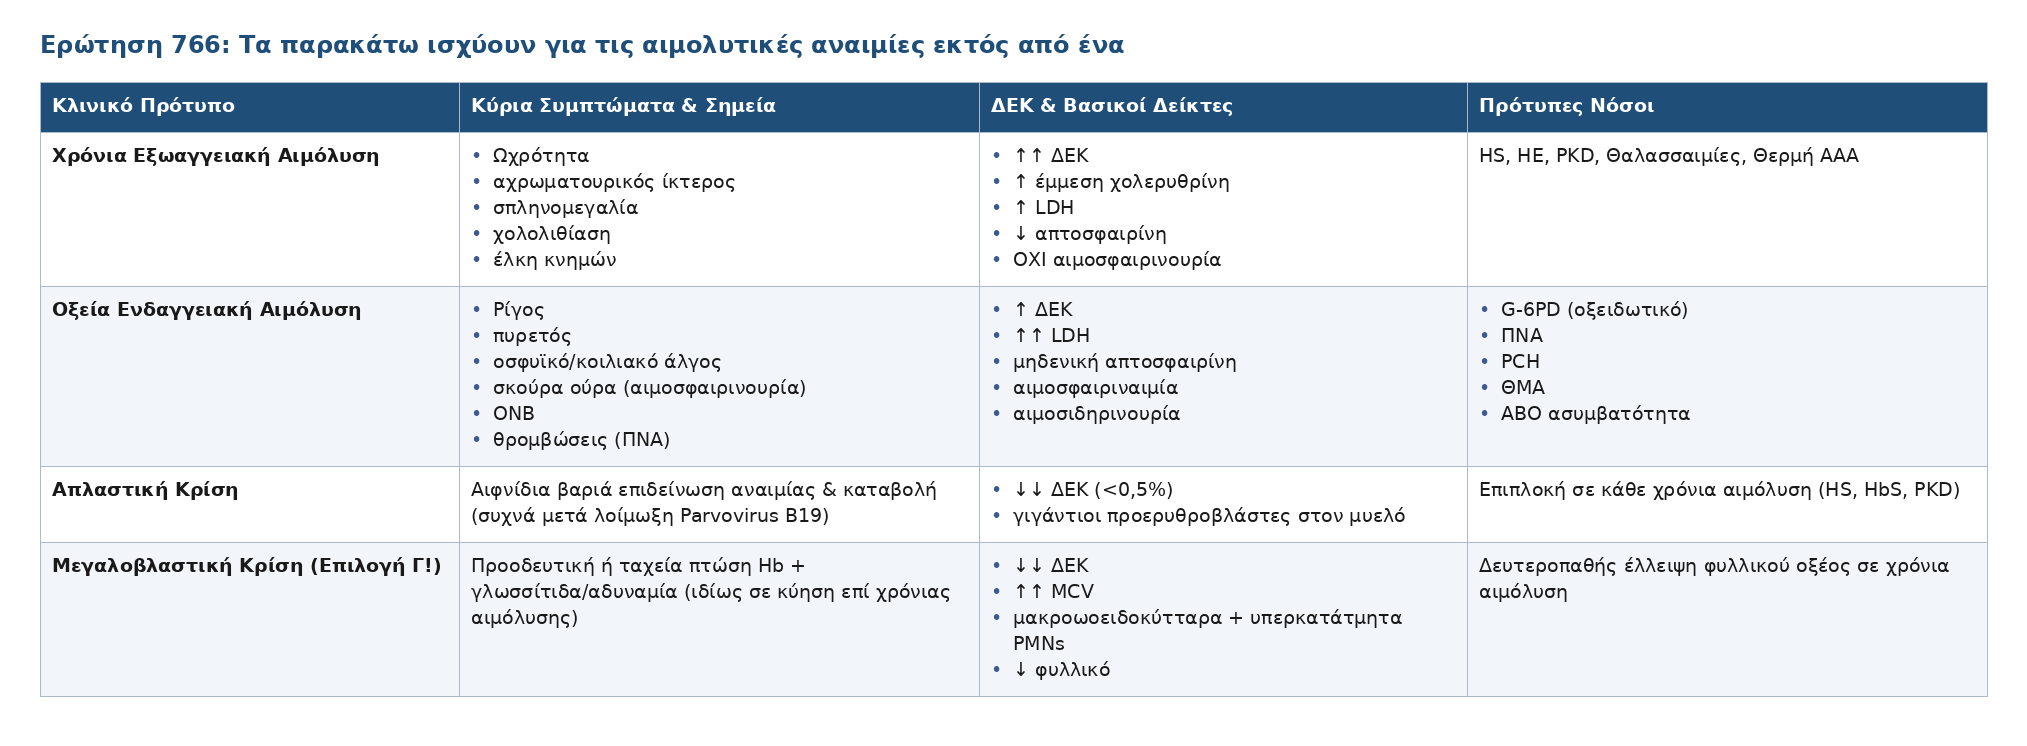 Ερώτηση 766: Τα παρακάτω ισχύουν για τις αιμολυτικές αναιμίες εκτός από ένα
Κλινικό Πρότυπο
Κύρια Συμπτώματα & Σημεία
ΔΕΚ & Βασικοί Δείκτες
Πρότυπες Νόσοι
Χρόνια Εξωαγγειακή Αιμόλυση
• Ωχρότητα
• αχρωματουρικός ίκτερος
• σπληνομεγαλία
• χολολιθίαση
• έλκη κνημών
• ↑↑ ΔΕΚ
• ↑ έμμεση χολερυθρίνη
• ↑ LDH
• ↓ απτοσφαιρίνη
• ΟΧΙ αιμοσφαιρινουρία
HS, HE, PKD, Θαλασσαιμίες, Θερμή ΑΑΑ
Οξεία Ενδαγγειακή Αιμόλυση
• Ρίγος
• πυρετός
• οσφυϊκό/κοιλιακό άλγος
• σκούρα ούρα (αιμοσφαιρινουρία)
• ΟΝΒ
• θρομβώσεις (ΠΝΑ)
• ↑ ΔΕΚ
• ↑↑ LDH
• μηδενική απτοσφαιρίνη
• αιμοσφαιριναιμία
• αιμοσιδηρινουρία
• G-6PD (οξειδωτικό)
• ΠΝΑ
• PCH
• ΘΜΑ
• ABO ασυμβατότητα
Απλαστική Κρίση
Αιφνίδια βαριά επιδείνωση αναιμίας & καταβολή
(συχνά μετά λοίμωξη Parvovirus B19)
• ↓↓ ΔΕΚ (<0,5%)
• γιγάντιοι προερυθροβλάστες στον μυελό
Επιπλοκή σε κάθε χρόνια αιμόλυση (HS, HbS, PKD)
Μεγαλοβλαστική Κρίση (Επιλογή Γ!)
Προοδευτική ή ταχεία πτώση Hb +
γλωσσίτιδα/αδυναμία (ιδίως σε κύηση επί χρόνιας
αιμόλυσης)
• ↓↓ ΔΕΚ
• ↑↑ MCV
• μακροωοειδοκύτταρα + υπερκατάτμητα
PMNs
• ↓ φυλλικό
Δευτεροπαθής έλλειψη φυλλικού οξέος σε χρόνια
αιμόλυση